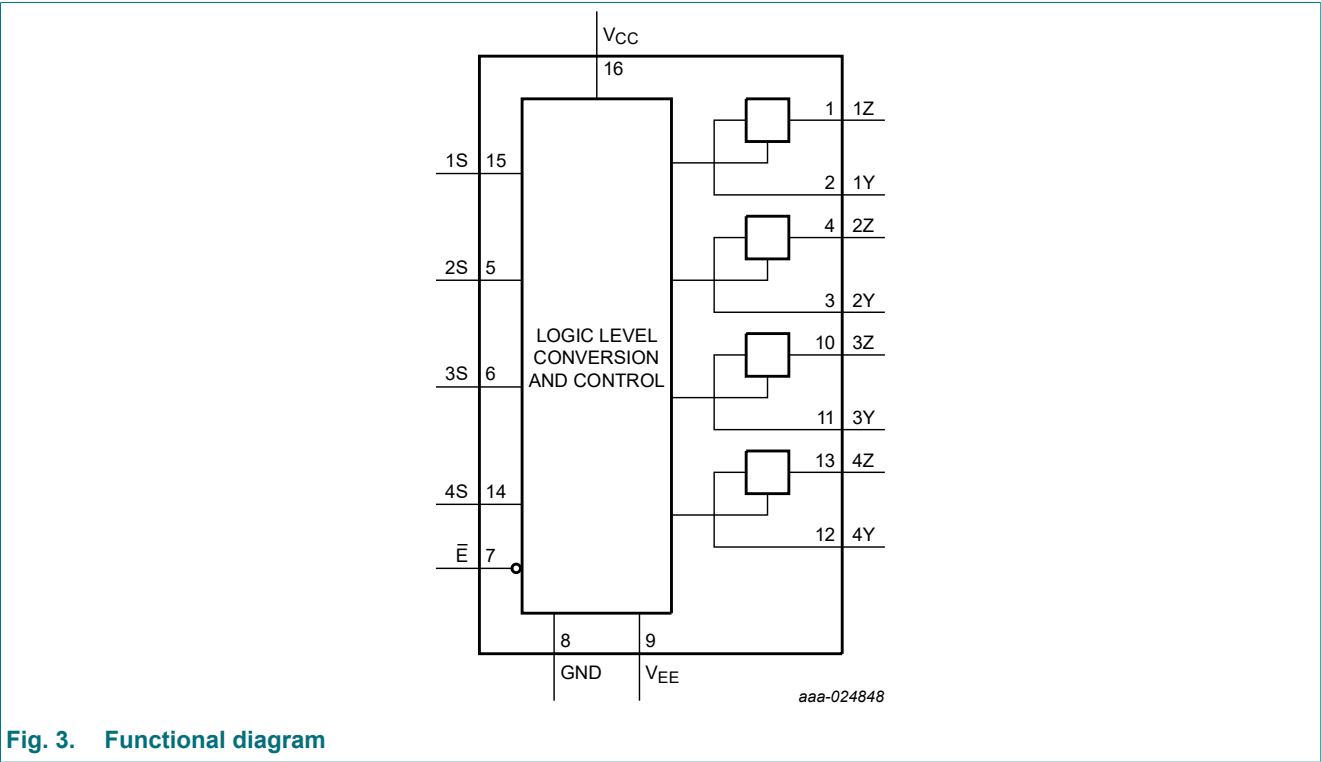 VCC
16
1 1Z
1S 15
2 1Y
4 2Z
2S 5
3 2Y
LOGIC LEVEL
CONVERSION
AND CONTROL
10 3Z
3S 6
11 3Y
13 4Z
4S 14
12 4Y
E̅ 7
8
9
GND
VEE
aaa-024848
Fig. 3. Functional diagram